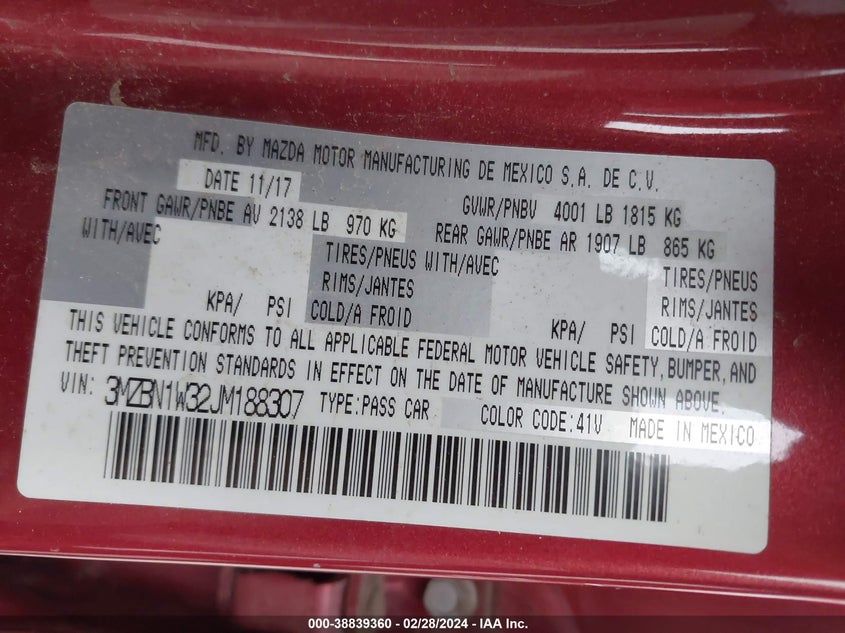 MFD. BY MAZDA MOTOR MANUFACTURING DE MEXICO S.A. DE C.V.
DATE 11/17 GVWR/PNBV 4001 LB 1815 KG
FRONT GAWR/PNBE AV 2138 LB 970 KG REAR GAWR/PNBE AR 1907 LB 865 KG
WITH/AVEC TIRES/PNEUS WITH/AVEC TIRES/PNEUS
RIMS/JANTES RIMS/JANTES
KPA/ PSI COLD/A FROID KPA/ PSI COLD/A FROID
THIS VEHICLE CONFORMS TO ALL APPLICABLE FEDERAL MOTOR VEHICLE SAFETY, BUMPER, AND
THEFT PREVENTION STANDARDS IN EFFECT ON THE DATE OF MANUFACTURE SHOWN ABOVE.
VIN: 3MZBN1W32JM188307 TYPE:PASS CAR COLOR CODE:41V MADE IN MEXICO
000-38839360 - 02/28/2024 - IAA Inc.